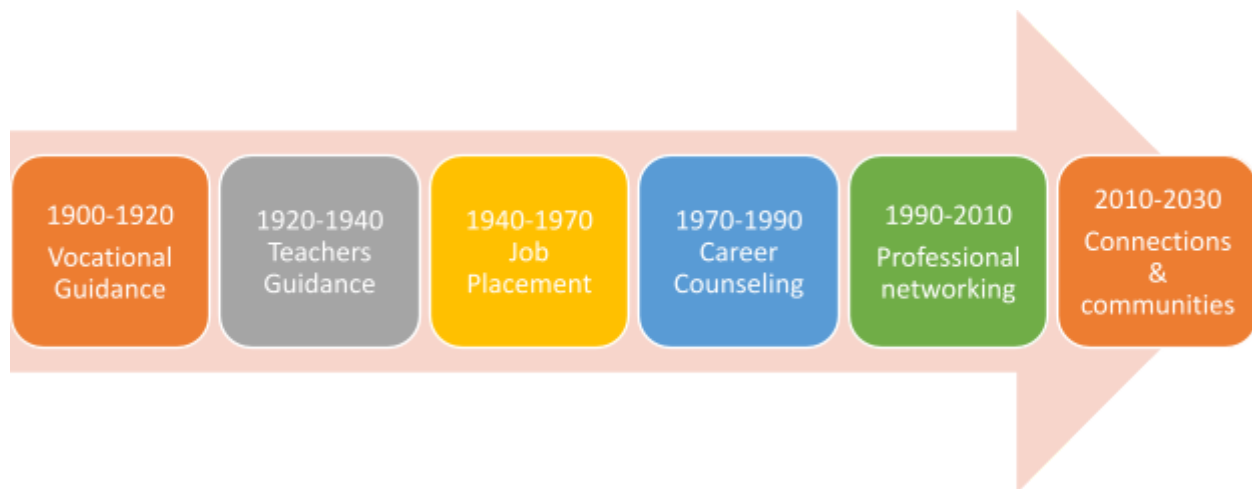 1900-1920
Vocational
Guidance
1920-1940
Teachers
Guidance
1940-1970
Job
Placement
1970-1990
Career
Counseling
1990-2010
Professional
networking
2010-2030
Connections
&
communities